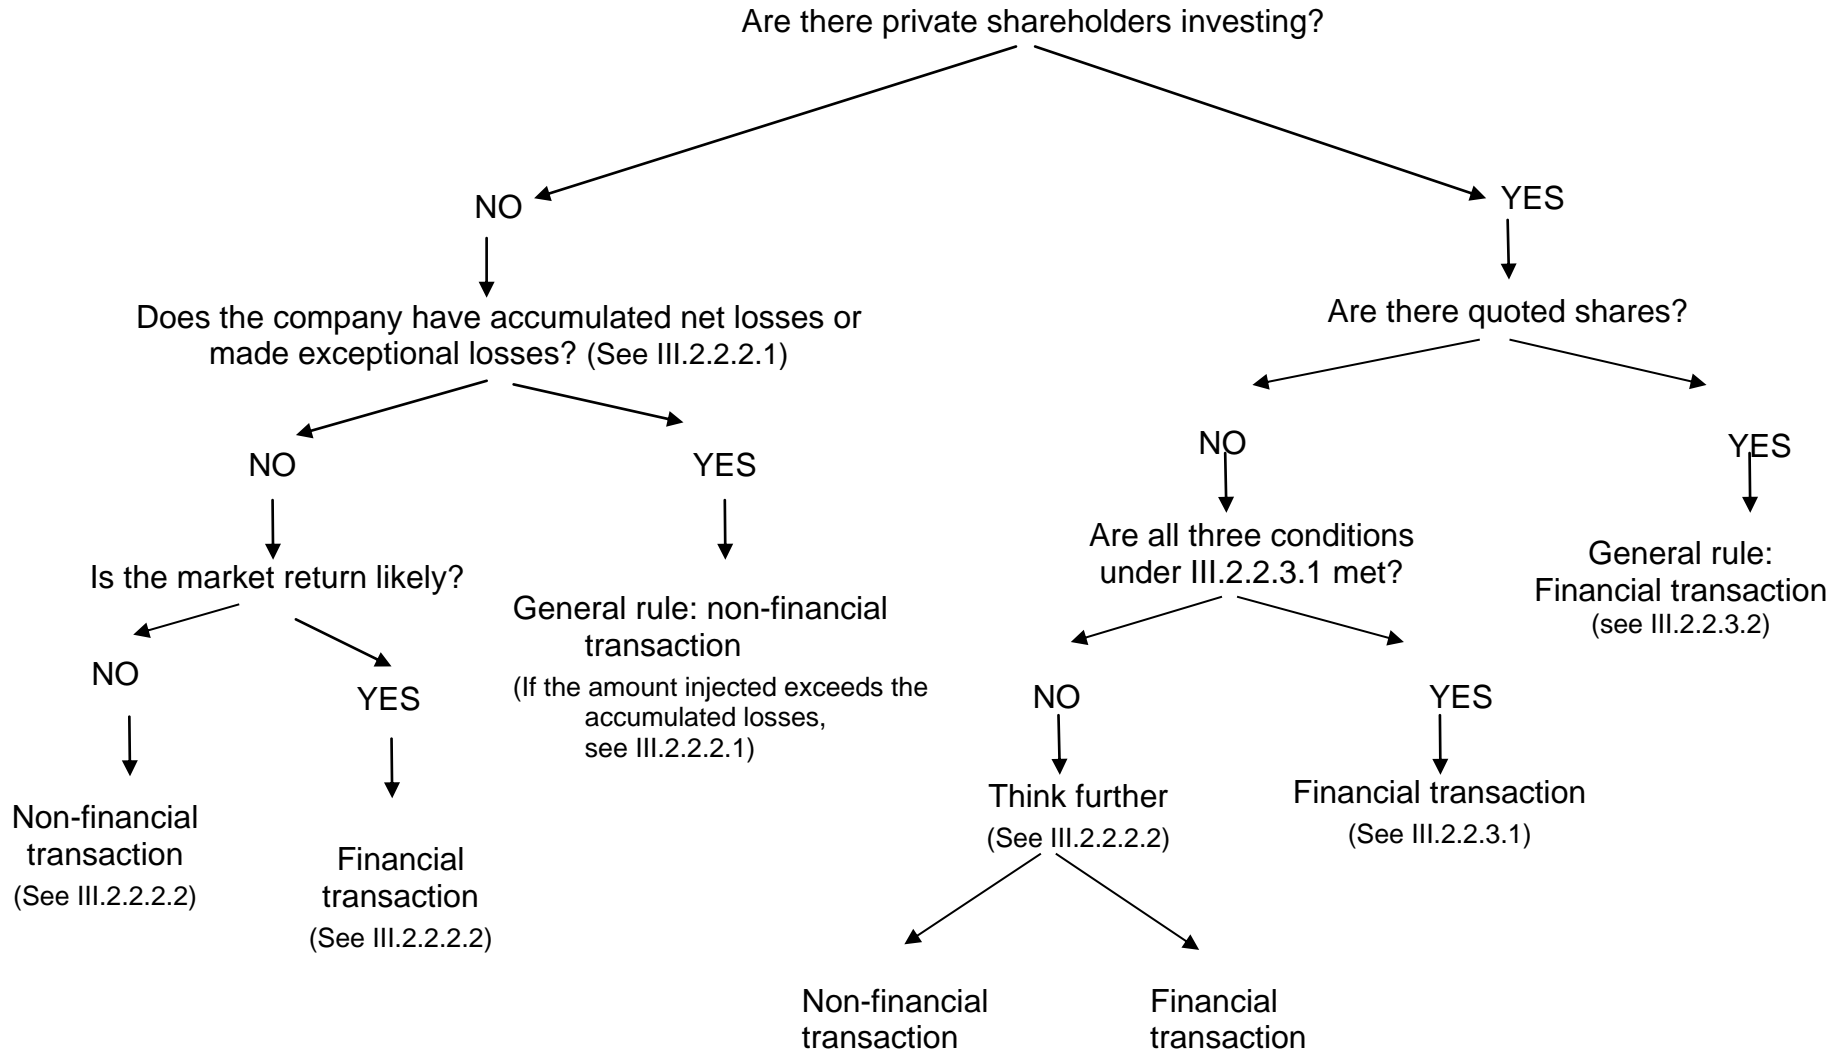 Are there private shareholders investing?
NO
YES
Does the company have accumulated net losses or
made exceptional losses? (See III.2.2.2.1)
Are there quoted shares?
NO
YES
NO
YES
Is the market return likely?
General rule: non-financial
transaction
(If the amount injected exceeds the
accumulated losses,
see III.2.2.2.1)
Are all three conditions
under III.2.2.3.1 met?
General rule:
Financial transaction
(see III.2.2.3.2)
NO
YES
NO
YES
Non-financial
transaction
(See III.2.2.2.2)
Financial
transaction
(See III.2.2.2.2)
Think further
(See III.2.2.2.2)
Financial transaction
(See III.2.2.3.1)
Non-financial
transaction
Financial
transaction